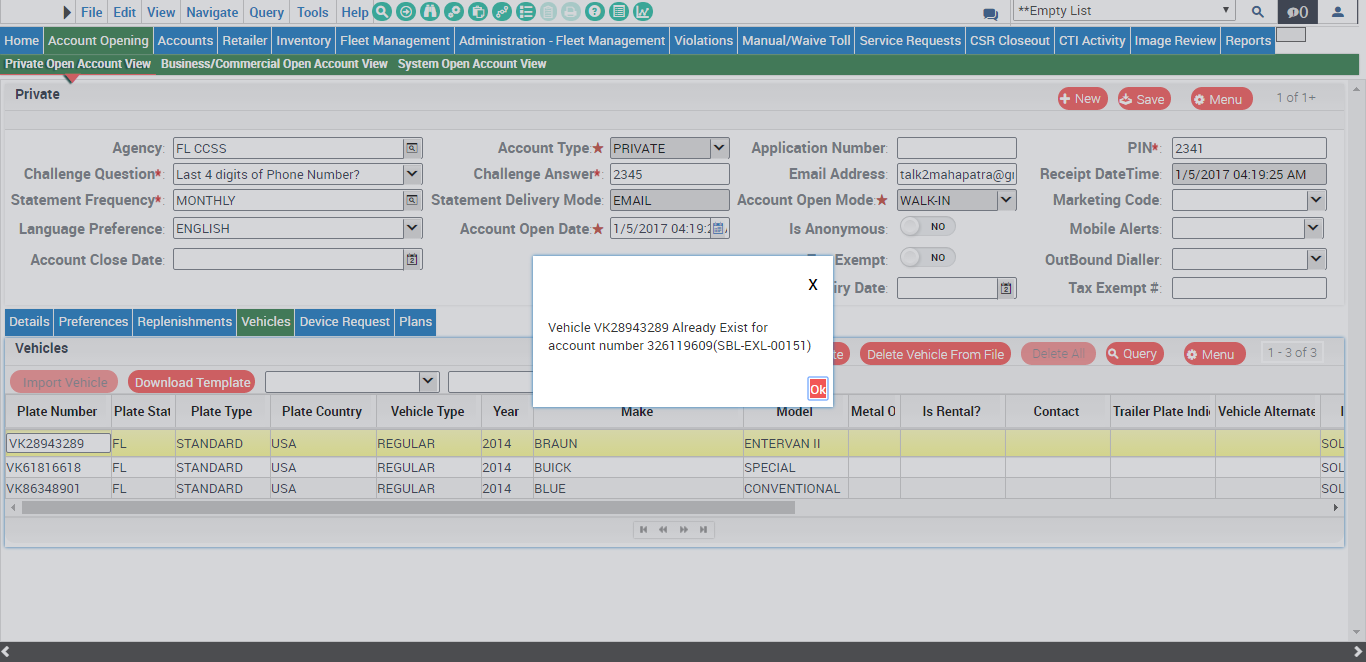 File Edit View Navigate Query Tools Help **Empty List 0
Home Account Opening Accounts Retailer Inventory Fleet Management Administration - Fleet Management Violations Manual/Waive Toll Service Requests CSR Closeout CTI Activity Image Review Reports
Private Open Account View Business/Commercial Open Account View System Open Account View
Private New Save Menu 1 of 1+
Agency: FL CCSS Account Type:★ PRIVATE Application Number: PIN★: 2341
Challenge Question★: Last 4 digits of Phone Number? Challenge Answer★: 2345 Email Address: talk2mahapatra@g Receipt DateTime: 1/5/2017 04:19:25 AM
Statement Frequency★: MONTHLY Statement Delivery Mode: EMAIL Account Open Mode:★ WALK-IN Marketing Code:
Language Preference: ENGLISH Account Open Date:★ 1/5/2017 04:19:2 Is Anonymous: NO Mobile Alerts:
Account Close Date: Exempt: NO OutBound Dialler:
iry Date: Tax Exempt #:
X
Vehicle VK28943289 Already Exist for
account number 326119609(SBL-EXL-00151)
Ok
Details Preferences Replenishments Vehicles Device Request Plans
Vehicles te Delete Vehicle From File Delete All Query Menu 1 - 3 of 3
Import Vehicle Download Template
Plate Number Plate Stat Plate Type Plate Country Vehicle Type Year Make Model Metal O Is Rental? Contact Trailer Plate Indi Vehicle Alternate I
VK28943289 FL STANDARD USA REGULAR 2014 BRAUN ENTERVAN II SOL
VK61816618 FL STANDARD USA REGULAR 2014 BUICK SPECIAL SOL
VK86348901 FL STANDARD USA REGULAR 2014 BLUE CONVENTIONAL SOL